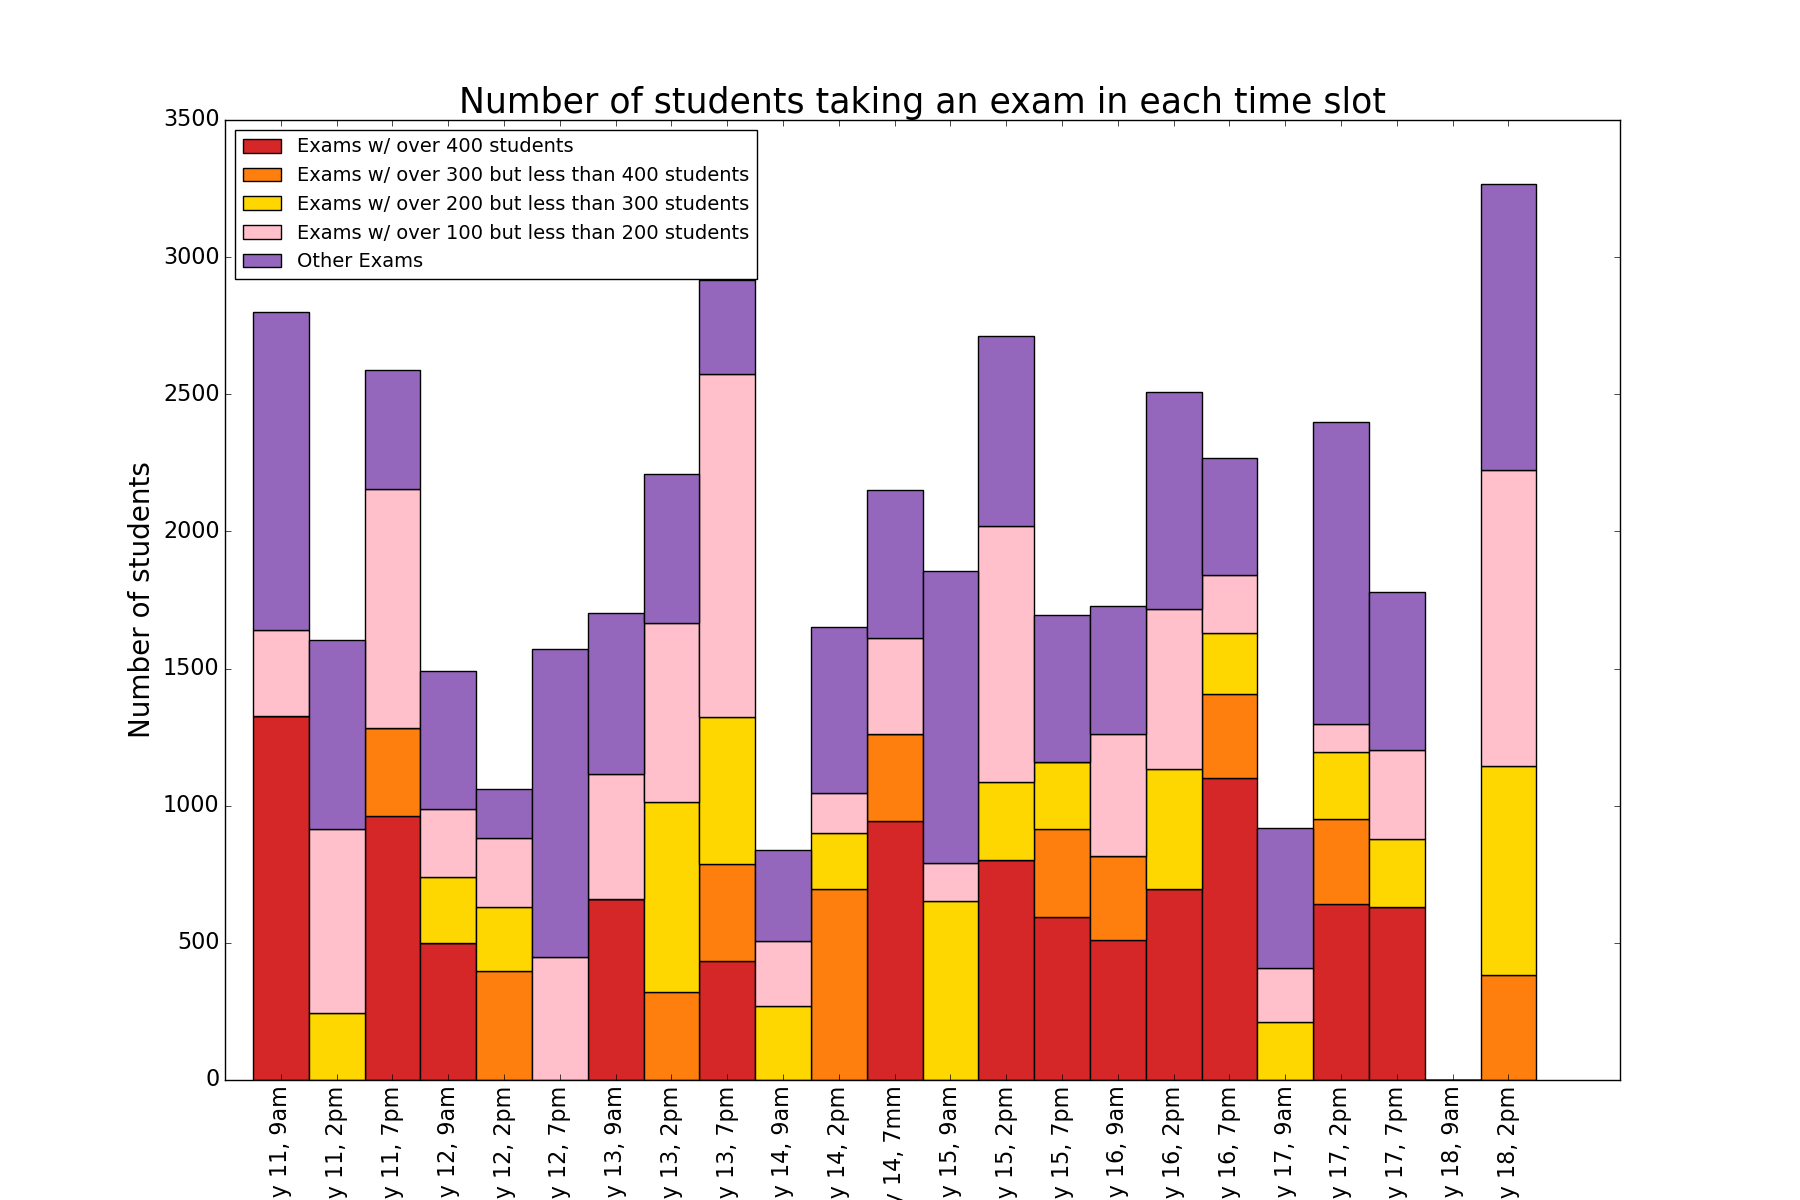 Number of students taking an exam in each time slot
Exams w/ over 400 students
Exams w/ over 300 but less than 400 students
Exams w/ over 200 but less than 300 students
Exams w/ over 100 but less than 200 students
Other Exams
Number of students
3500
3000
2500
2000
1500
1000
500
0
y 11, 9am
y 11, 2pm
y 11, 7pm
y 12, 9am
y 12, 2pm
y 12, 7pm
y 13, 9am
y 13, 2pm
y 13, 7pm
y 14, 9am
y 14, 2pm
y 14, 7mm
y 15, 9am
y 15, 2pm
y 15, 7pm
y 16, 9am
y 16, 2pm
y 16, 7pm
y 17, 9am
y 17, 2pm
y 17, 7pm
y 18, 9am
y 18, 2pm